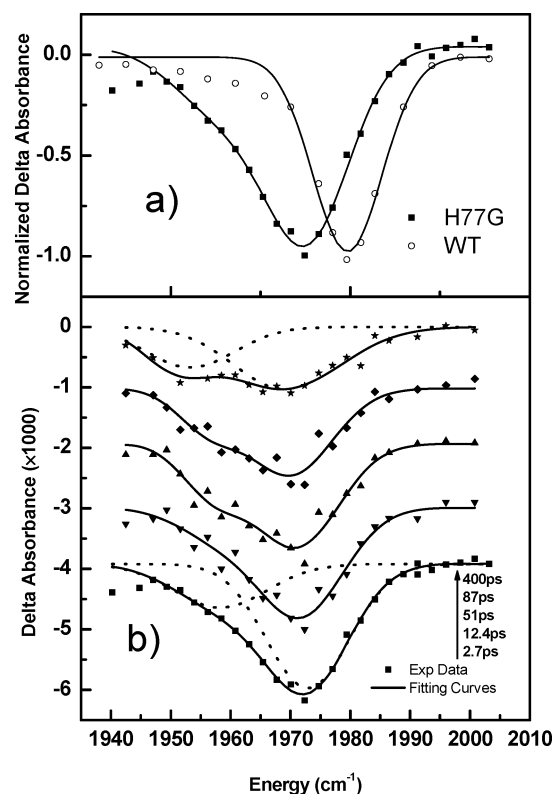 0.0
-0.5
-1.0
Normalized Delta Absorbance
a)
H77G
WT
0
-1
-2
-3
-4
-5
-6
Delta Absorbance (×1000)
b)
400ps
87ps
51ps
12.4ps
2.7ps
Exp Data
Fitting Curves
1940 1950 1960 1970 1980 1990 2000 2010
Energy (cm-1)